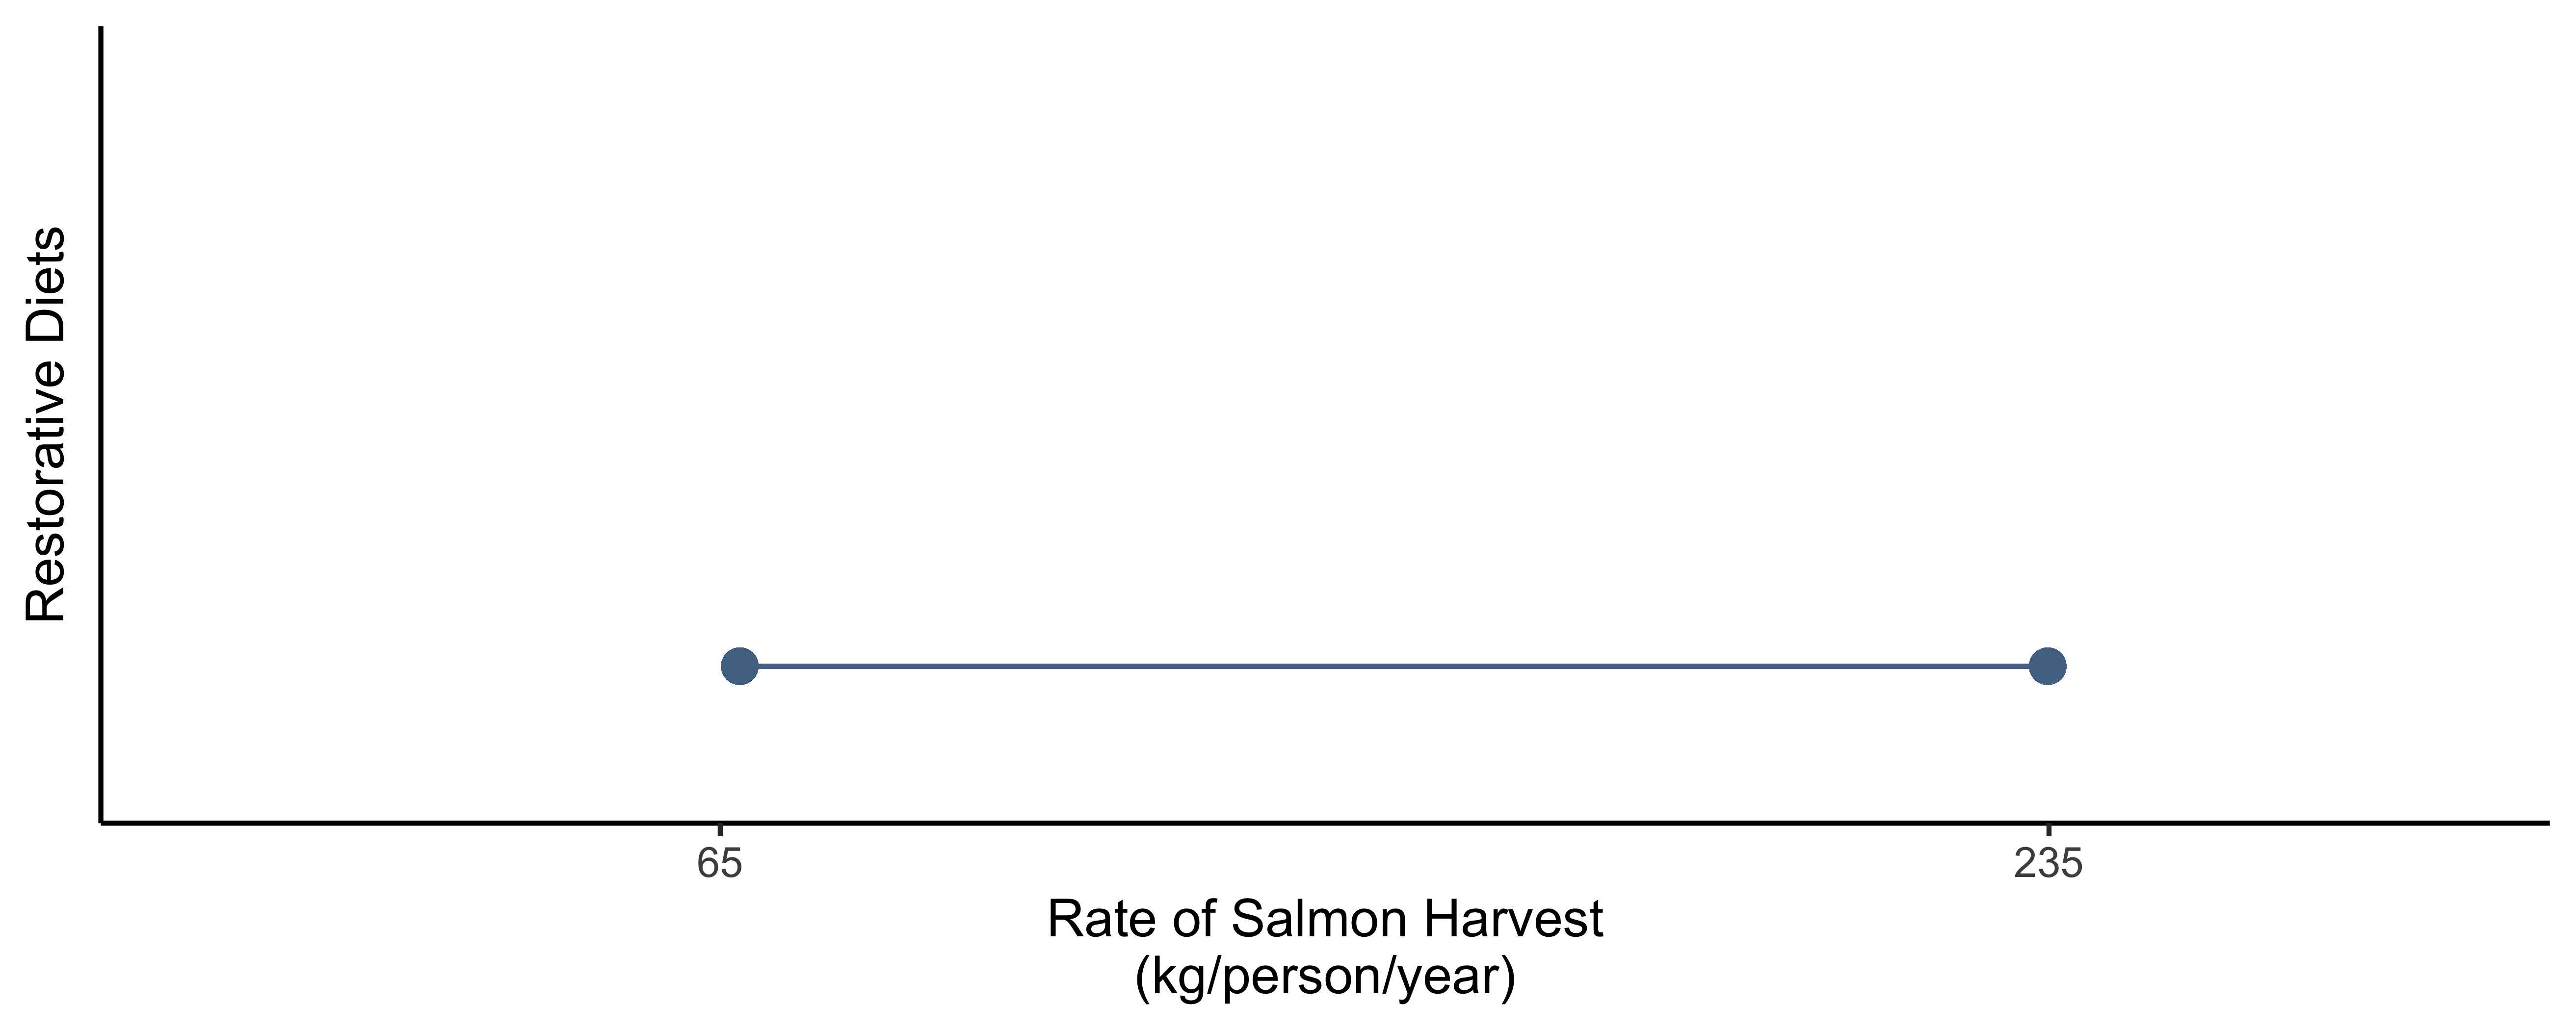 Restorative Diets
65
235
Rate of Salmon Harvest
(kg/person/year)